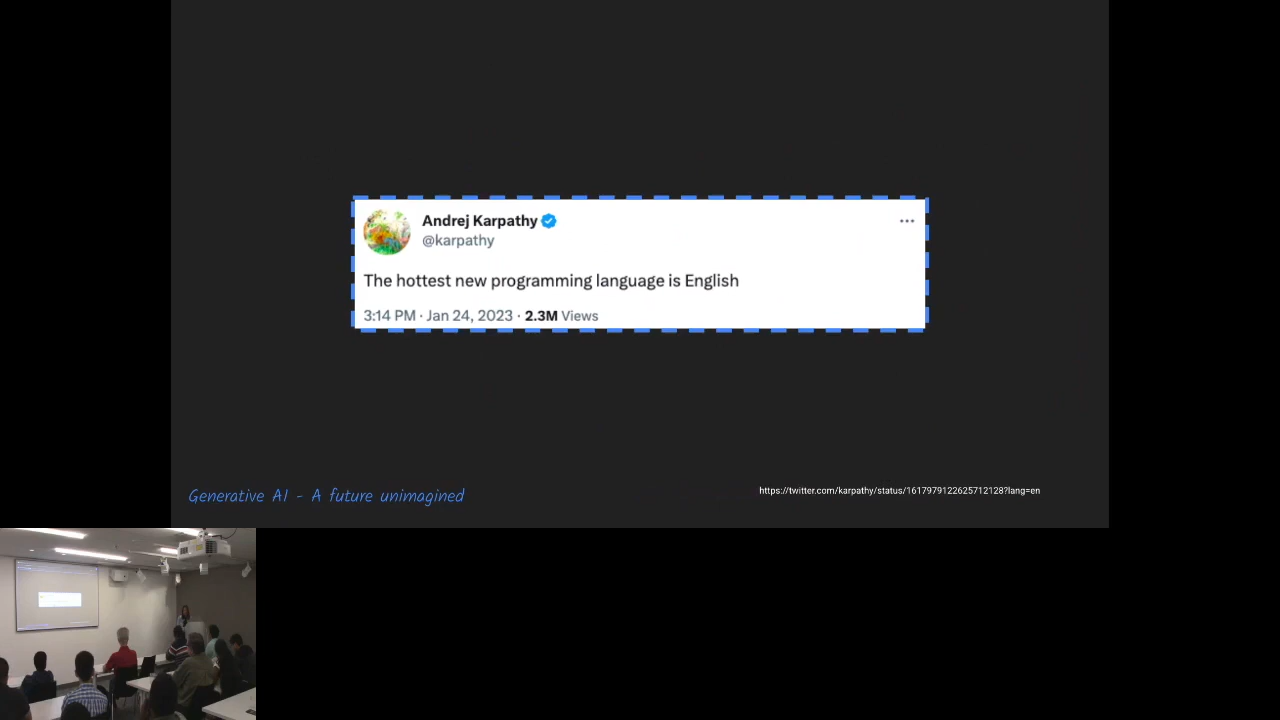 Andrej Karpathy
@karpathy
The hottest new programming language is English
3:14 PM · Jan 24, 2023 · 2.3M Views
Generative AI - A future unimagined
https://twitter.com/karpathy/status/1617979122625712128?lang=en